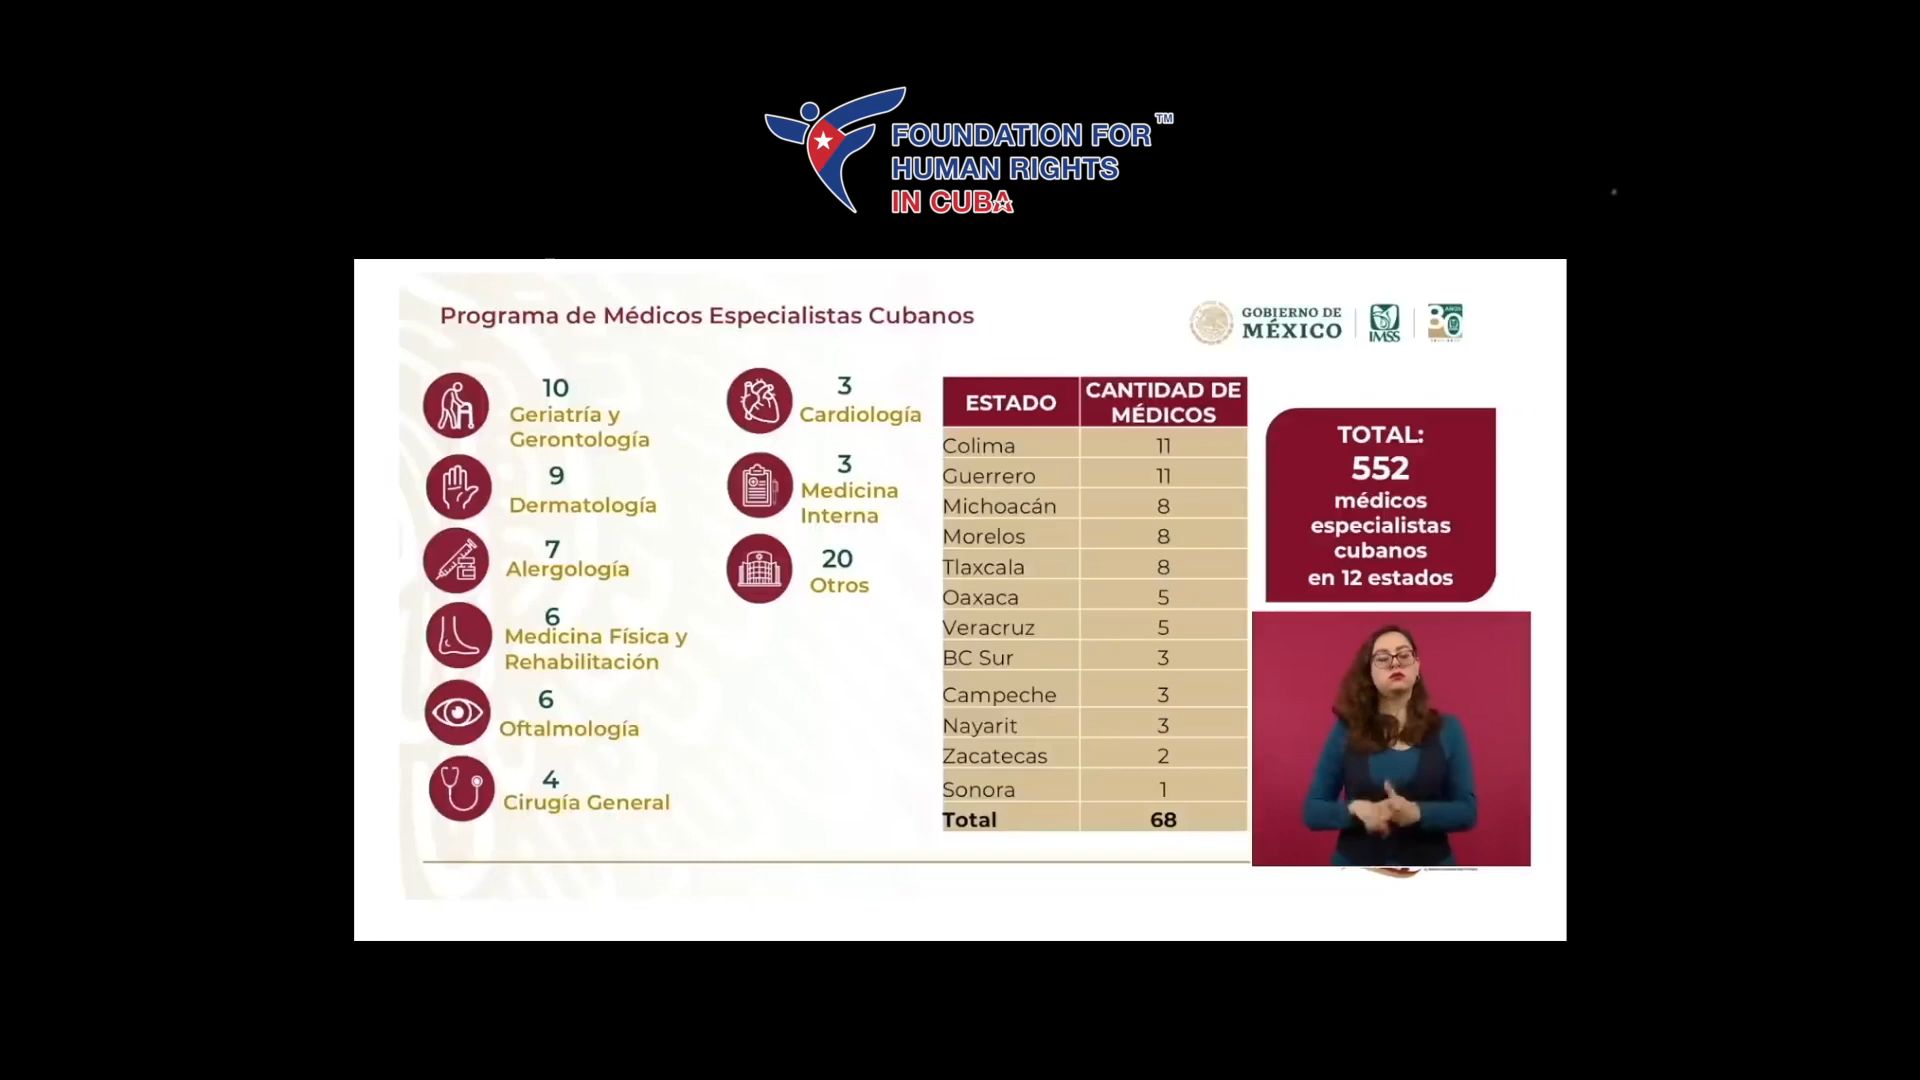 FOUNDATION FOR™
HUMAN RIGHTS
IN CUBA
Programa de Médicos Especialistas Cubanos
GOBIERNO DE
MÉXICO
IMSS
80
AÑOS
10
Geriatría y
Gerontología
9
Dermatología
7
Alergología
6
Medicina Física y
Rehabilitación
6
Oftalmología
4
Cirugía General
3
Cardiología
3
Medicina
Interna
20
Otros
ESTADO CANTIDAD DE
MÉDICOS
Colima 11
Guerrero 11
Michoacán 8
Morelos 8
Tlaxcala 8
Oaxaca 5
Veracruz 5
BC Sur 3
Campeche 3
Nayarit 3
Zacatecas 2
Sonora 1
Total 68
TOTAL:
552
médicos
especialistas
cubanos
en 12 estados